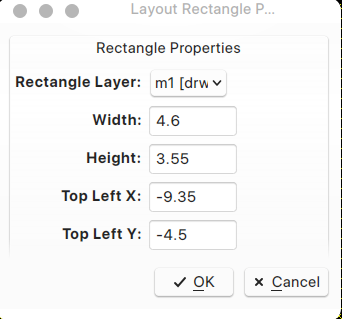 Layout Rectangle P...
Rectangle Properties
Rectangle Layer: m1 [drw
Width: 4.6
Height: 3.55
Top Left X: -9.35
Top Left Y: -4.5
OK Cancel